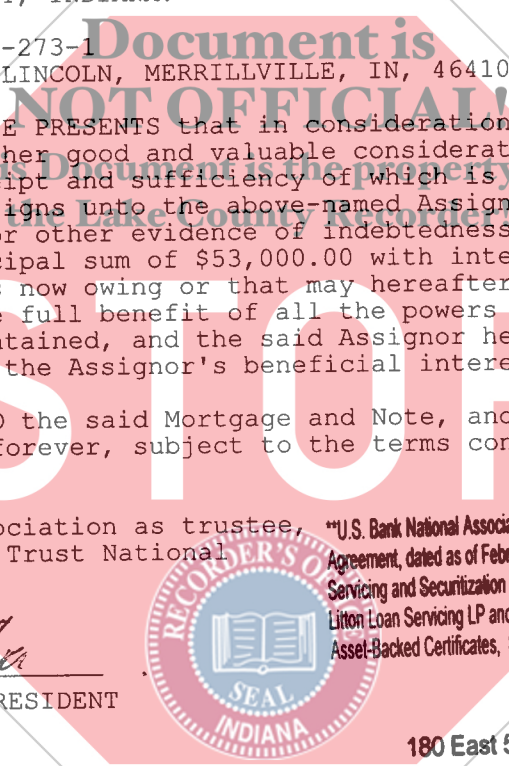 -273-1
Document is
LINCOLN, MERRILLVILLE, IN, 46410
NOT OFFICIAL!
E PRESENTS that in consideration
her good and valuable considerat
is Document is the property
ipt and sufficiency of which is
igns unto the above-named Assign
the Lake County Recorder!
or other evidence of indebtedness
cipal sum of $53,000.00 with inte
s now owing or that may hereafter
e full benefit of all the powers
ntained, and the said Assignor he
the Assignor's beneficial intere
STOP
O the said Mortgage and Note, and
forever, subject to the terms con
ociation as trustee,
Trust National
**U.S. Bank National Associa
Agreement, dated as of Febr
Servicing and Securitization
Litton Loan Servicing LP and
Asset-Backed Certificates,
RECORDER'S OFFICE
SEAL
INDIANA
RESIDENT
180 East 5